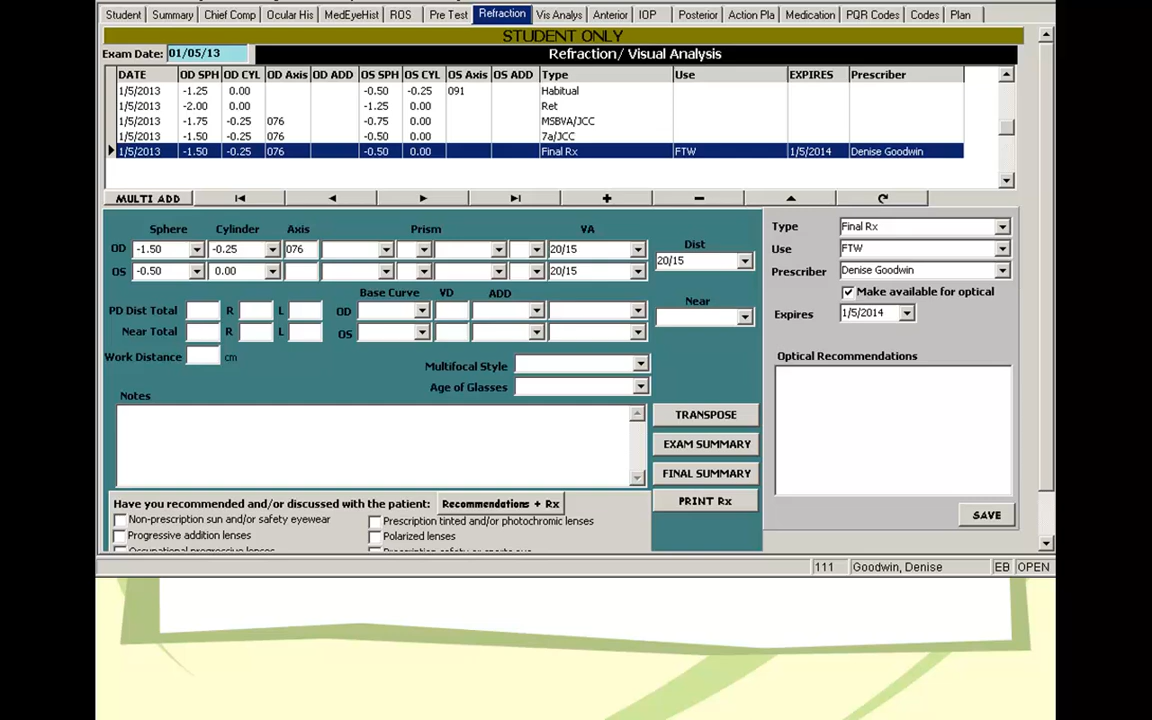 Student Summary Chief Comp Ocular His MedEyeHist ROS Pre Test Refraction Vis Analys Anterior IOP Posterior Action Pla Medication PQR Codes Codes Plan
STUDENT ONLY
Exam Date: 01/05/13 Refraction/ Visual Analysis
DATE OD SPH OD CYL OD Axis OD ADD OS SPH OS CYL OS Axis OS ADD Type Use EXPIRES Prescriber
1/5/2013 -1.25 0.00 -0.50 -0.25 091 Habitual
1/5/2013 -2.00 0.00 -1.25 0.00 Ret
1/5/2013 -1.75 -0.25 076 -0.75 0.00 MSBVA/JCC
1/5/2013 -1.50 -0.25 076 -0.50 0.00 7a/JCC
1/5/2013 -1.50 -0.25 076 -0.50 0.00 Final Rx FTW 1/5/2014 Denise Goodwin
MULTI ADD
Sphere Cylinder Axis Prism VA
OD -1.50 -0.25 076 20/15
OS -0.50 0.00 20/15
Dist
20/15
Base Curve VD ADD
PD Dist Total R L OD
Near Total R L OS
Near
Work Distance cm
Multifocal Style
Age of Glasses
Notes
TRANSPOSE
EXAM SUMMARY
FINAL SUMMARY
PRINT Rx
Type Final Rx
Use FTW
Prescriber Denise Goodwin
Make available for optical
Expires 1/5/2014
Optical Recommendations
SAVE
Have you recommended and/or discussed with the patient: Recommendations + Rx
Non-prescription sun and/or safety eyewear Prescription tinted and/or photochromic lenses
Progressive addition lenses Polarized lenses
111 Goodwin, Denise EB OPEN